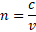 n = c/v